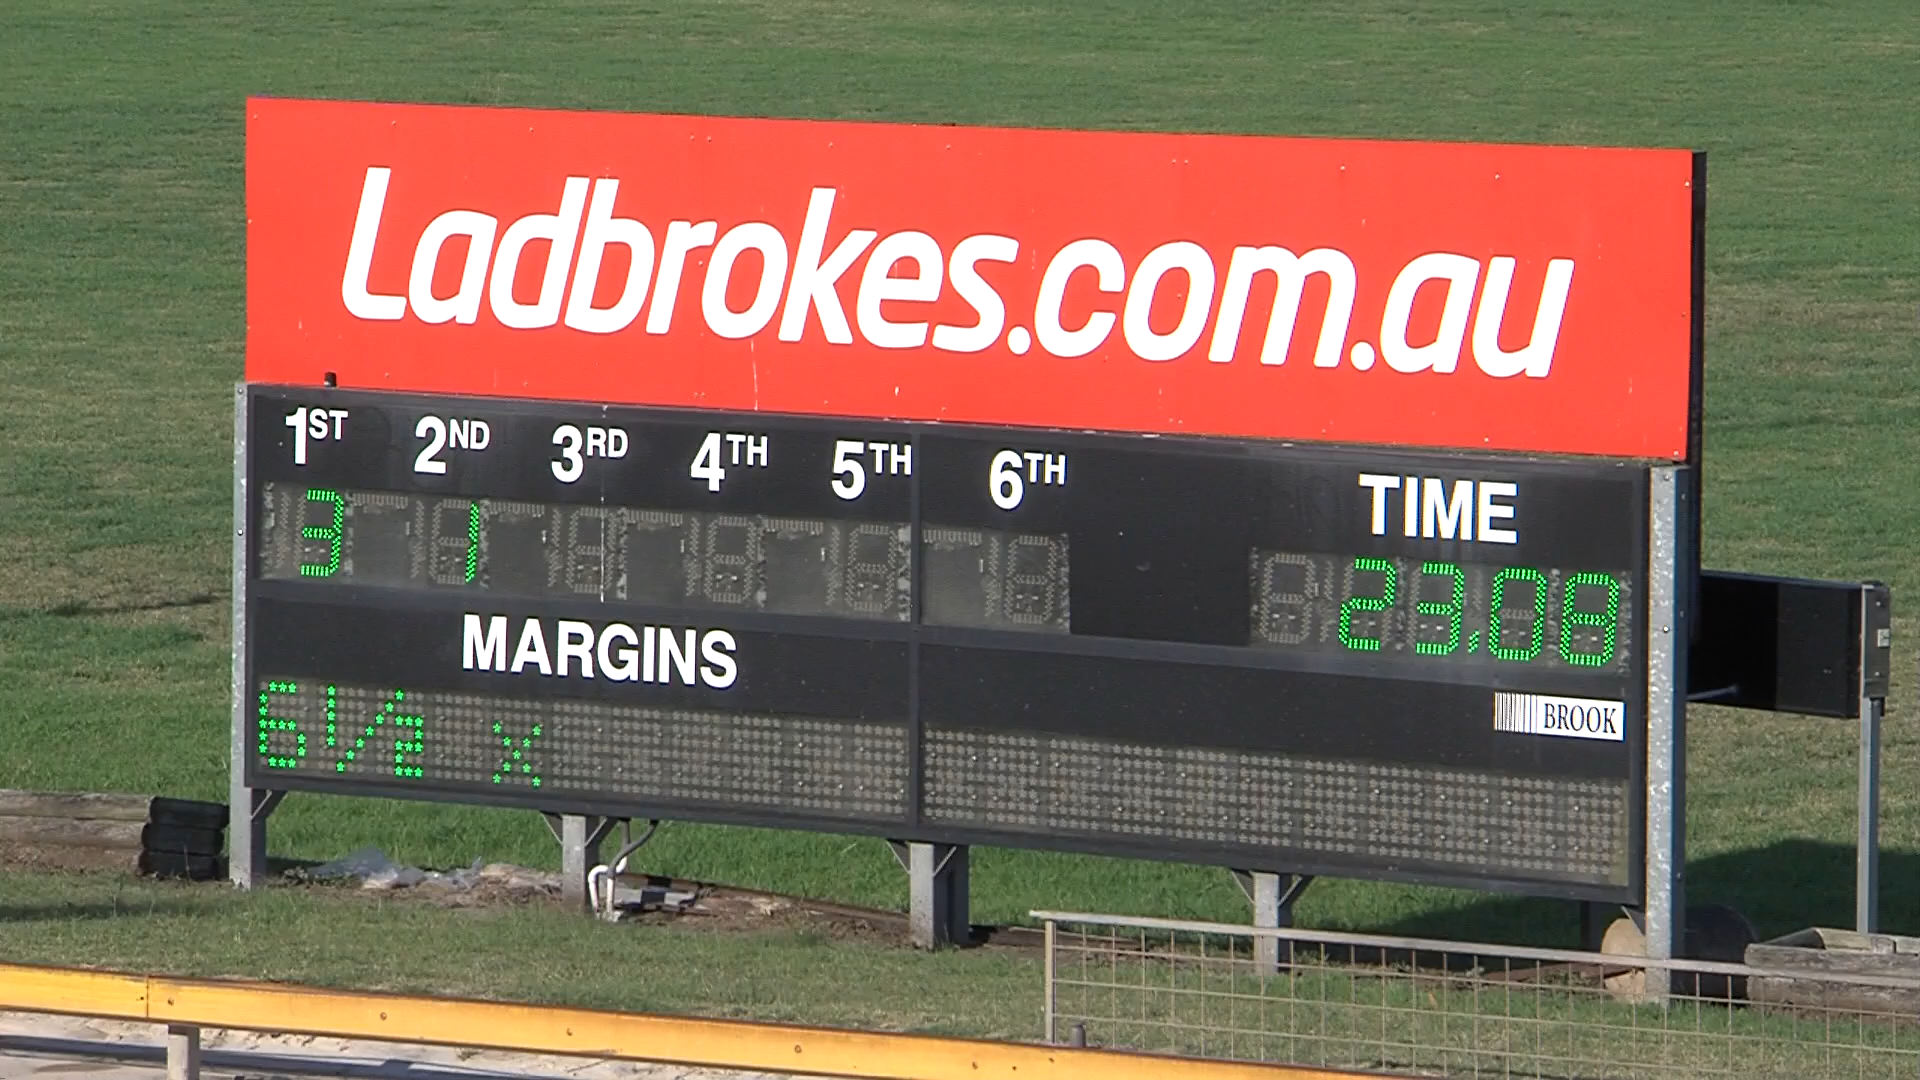 Ladbrokes.com.au
1ST 2ND 3RD 4TH 5TH 6TH TIME
3 1 23.08
MARGINS
BROOK
6 1/2 x